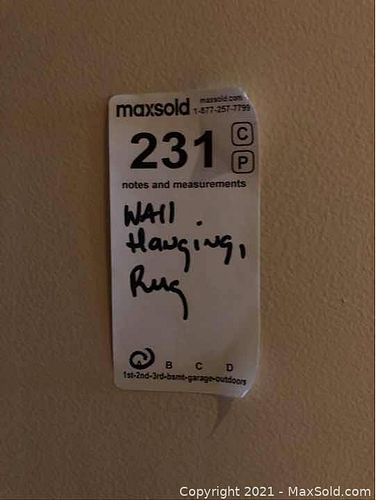 maxsold maxsold.com
1-877-257-7799
231 C
P
notes and measurements
Wall
Hanging,
Rug
A B C D
1st-2nd-3rd-bsmt-garage-outdoors
Copyright 2021 - MaxSold.com